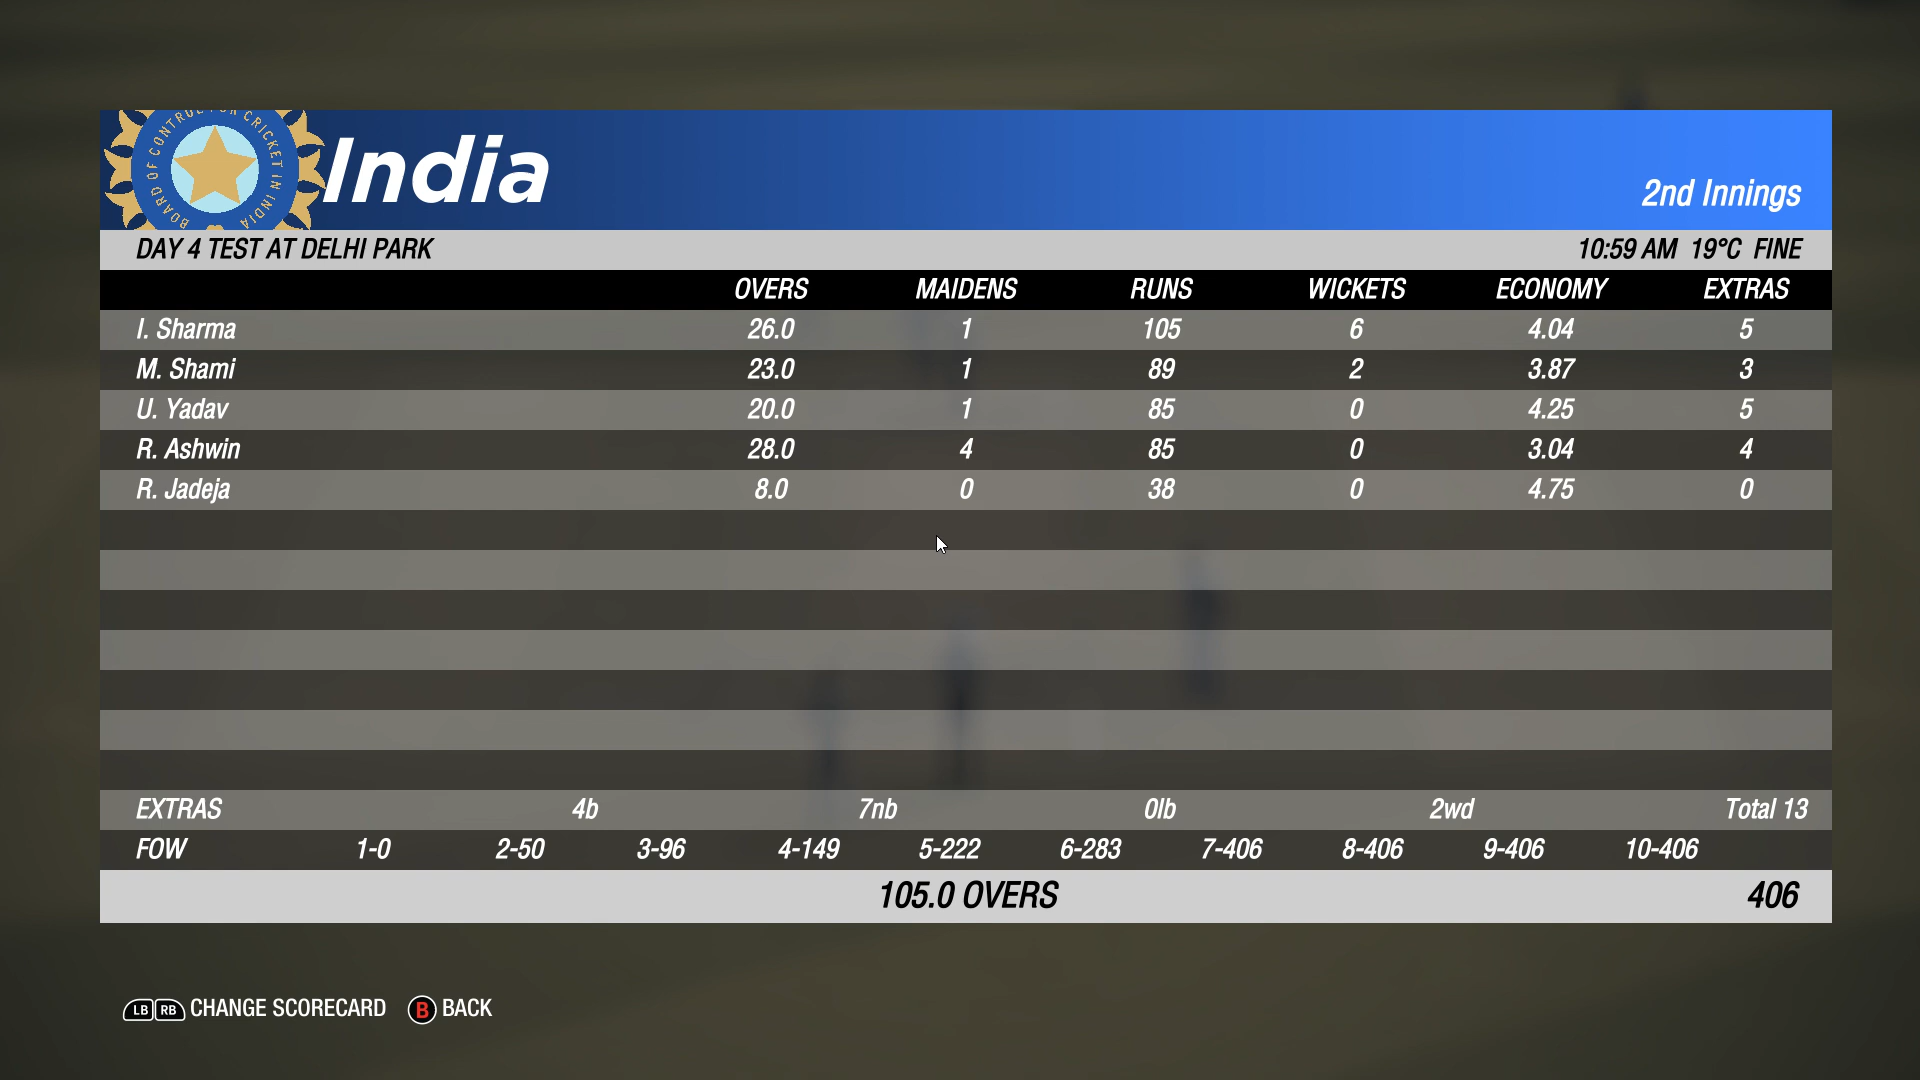 BOARD OF CONTROL FOR CRICKET IN INDIA
India
2nd Innings
DAY 4 TEST AT DELHI PARK 10:59 AM 19°C FINE
OVERS MAIDENS RUNS WICKETS ECONOMY EXTRAS
I. Sharma 26.0 1 105 6 4.04 5
M. Shami 23.0 1 89 2 3.87 3
U. Yadav 20.0 1 85 0 4.25 5
R. Ashwin 28.0 4 85 0 3.04 4
R. Jadeja 8.0 0 38 0 4.75 0
EXTRAS 4b 7nb 0lb 2wd Total 13
FOW 1-0 2-50 3-96 4-149 5-222 6-283 7-406 8-406 9-406 10-406
105.0 OVERS 406
LB RB CHANGE SCORECARD B BACK